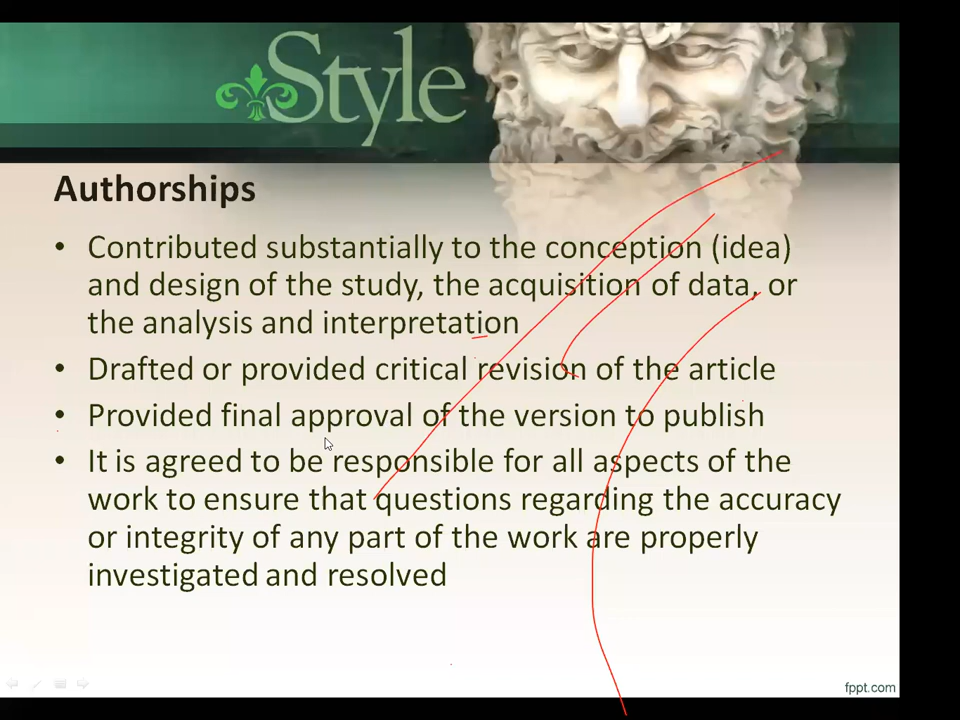 Style
Authorships
• Contributed substantially to the conception (idea)
and design of the study, the acquisition of data, or
the analysis and interpretation
• Drafted or provided critical revision of the article
• Provided final approval of the version to publish
• It is agreed to be responsible for all aspects of the
work to ensure that questions regarding the accuracy
or integrity of any part of the work are properly
investigated and resolved
fppt.com